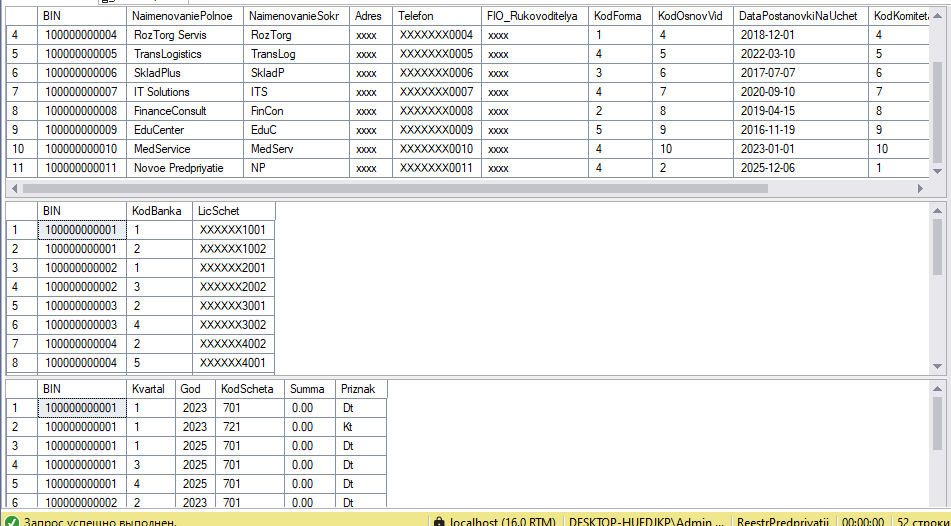 BIN NaimenovaniePolnoe NaimenovanieSokr Adres Telefon FIO_Rukovoditelya KodForma KodOsnovVid DataPostanovkiNaUchet KodKomiteta
4 100000000004 RozTorg Servis RozTorg xxxx XXXXXXX0004 xxxx 1 4 2018-12-01 4
5 100000000005 TransLogistics TransLog xxxx XXXXXXX0005 xxxx 4 5 2022-03-10 5
6 100000000006 SkladPlus SkladP xxxx XXXXXXX0006 xxxx 3 6 2017-07-07 6
7 100000000007 IT Solutions ITS xxxx XXXXXXX0007 xxxx 4 7 2020-09-10 7
8 100000000008 FinanceConsult FinCon xxxx XXXXXXX0008 xxxx 2 8 2019-04-15 8
9 100000000009 EduCenter EduC xxxx XXXXXXX0009 xxxx 5 9 2016-11-19 9
10 100000000010 MedService MedServ xxxx XXXXXXX0010 xxxx 4 10 2023-01-01 10
11 100000000011 Novoe Predpriyatie NP xxxx XXXXXXX0011 xxxx 4 2 2025-12-06 1
BIN KodBanka LicSchet
1 100000000001 1 XXXXXX1001
2 100000000001 2 XXXXXX1002
3 100000000002 1 XXXXXX2001
4 100000000002 3 XXXXXX2002
5 100000000003 2 XXXXXX3001
6 100000000003 4 XXXXXX3002
7 100000000004 2 XXXXXX4002
8 100000000004 5 XXXXXX4001
BIN Kvartal God KodScheta Summa Priznak
1 100000000001 1 2023 701 0.00 Dt
2 100000000001 1 2023 721 0.00 Kt
3 100000000001 1 2025 701 0.00 Dt
4 100000000001 3 2025 701 0.00 Dt
5 100000000001 4 2025 701 0.00 Dt
6 100000000002 2 2023 701 0.00 Dt
Запрос успешно выполнен. localhost (16.0 RTM) DESKTOP-HUFDJKP\Admin ... ReestrPredprivatij 00:00:00 52 строки